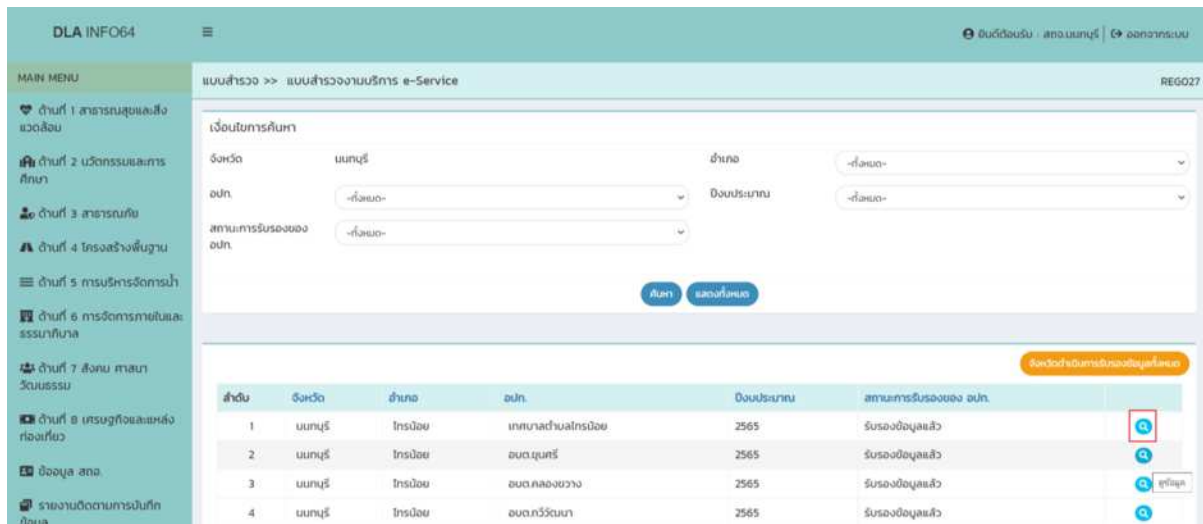 DLA INFO64
ยินดีต้อนรับ : สถจ.นนทบุรี | ออกจากระบบ
MAIN MENU
แบบสำรวจ >> แบบสำรวจงานบริการ e-Service
REG027
ด้านที่ 1 สาธารณสุขและสิ่ง
แวดล้อม
ด้านที่ 2 นวัตกรรมและการ
ศึกษา
ด้านที่ 3 สาธารณภัย
ด้านที่ 4 โครงสร้างพื้นฐาน
ด้านที่ 5 การบริหารจัดการน้ำ
ด้านที่ 6 การจัดการภายในและ
ธรรมาภิบาล
ด้านที่ 7 สังคม ศาสนา
วัฒนธรรม
ด้านที่ 8 เศรษฐกิจและแหล่ง
ท่องเที่ยว
ข้อมูล สถอ.
รายงานติดตามการบันทึก
ข้อมูล
เงื่อนไขการค้นหา
จังหวัด นนทบุรี อำเภอ -ทั้งหมด-
อปท. -ทั้งหมด- ปีงบประมาณ -ทั้งหมด-
สถานะการรับรองของ -ทั้งหมด-
อปท.
ค้นหา แสดงทั้งหมด
จังหวัดดำเนินการรับรองข้อมูลทั้งหมด
ลำดับ จังหวัด อำเภอ อปท. ปีงบประมาณ สถานะการรับรองของ อปท.
1 นนทบุรี ไทรน้อย เทศบาลตำบลไทรน้อย 2565 รับรองข้อมูลแล้ว
2 นนทบุรี ไทรน้อย อบต.ขุนศรี 2565 รับรองข้อมูลแล้ว
3 นนทบุรี ไทรน้อย อบต.คลองขวาง 2565 รับรองข้อมูลแล้ว
ดูข้อมูล
4 นนทบุรี ไทรน้อย อบต.ทวีวัฒนา 2565 รับรองข้อมูลแล้ว